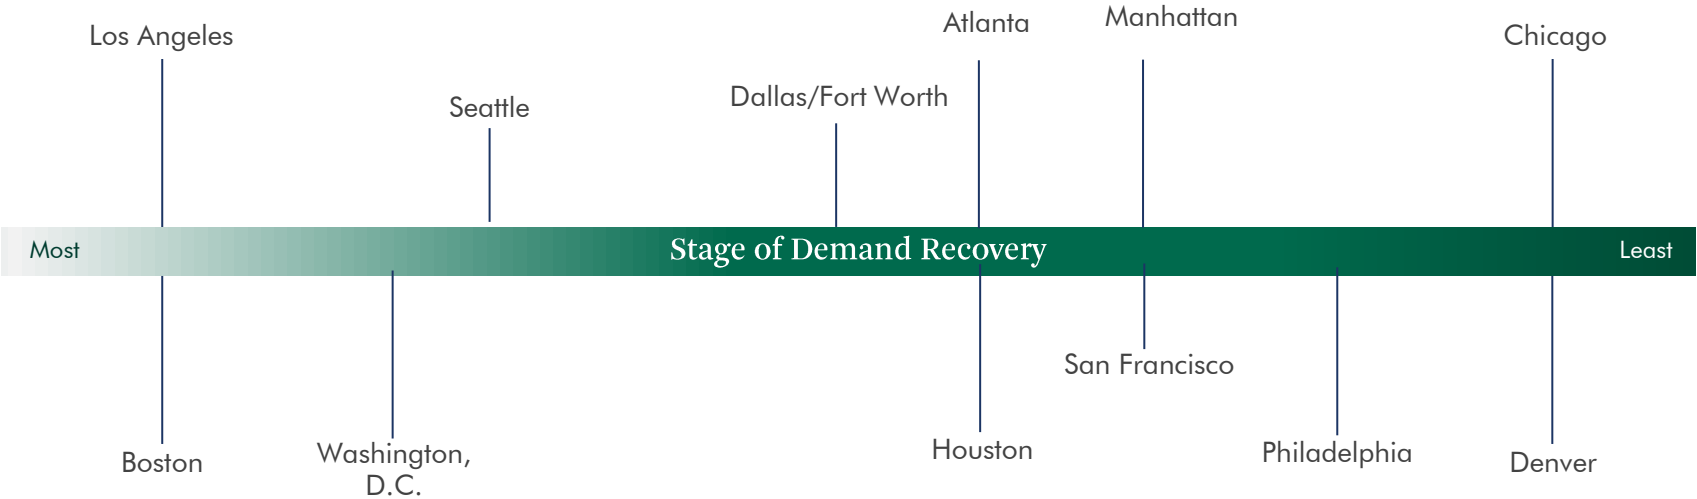 Los Angeles
Seattle
Dallas/Fort Worth
Atlanta
Manhattan
Chicago
Most
Stage of Demand Recovery
Least
Boston
Washington,
D.C.
Houston
San Francisco
Philadelphia
Denver